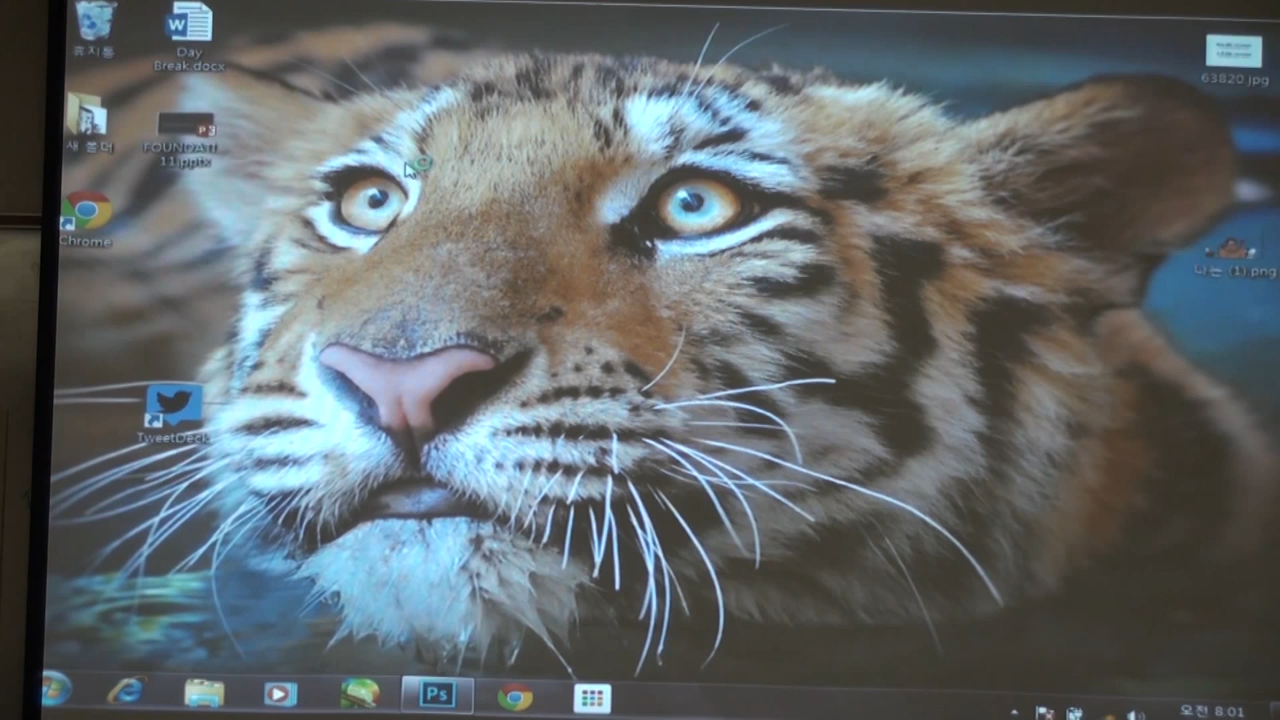 휴지통
Day
Break.docx
63820.jpg
새 폴더
FOUNDATI...
11.pptx
Chrome
나는 (1).png
TweetDeck
Ps
오전 8:01